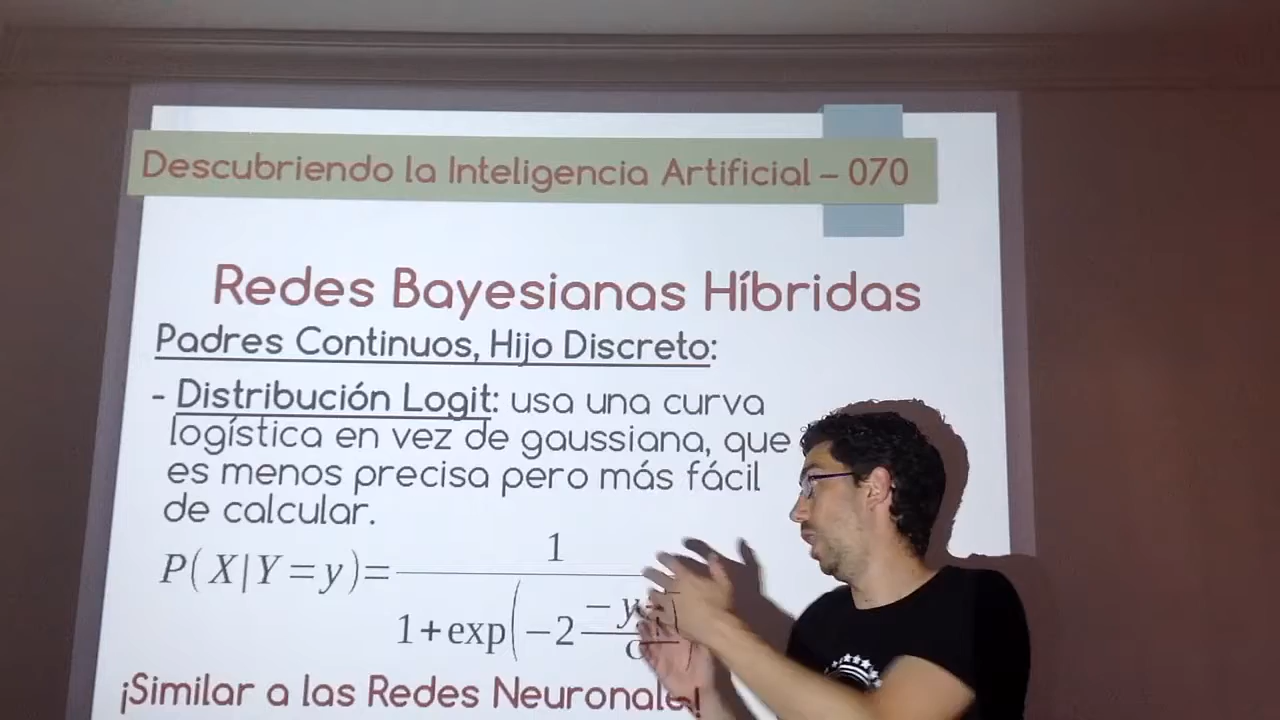 Descubriendo la Inteligencia Artificial – 070
Redes Bayesianas Híbridas
Padres Continuos, Hijo Discreto:
- Distribución Logit: usa una curva
logística en vez de gaussiana, que
es menos precisa pero más fácil
de calcular.
P(X|Y=y)=
1
1+exp(−2 −y
¡Similar a las Redes Neuronales!